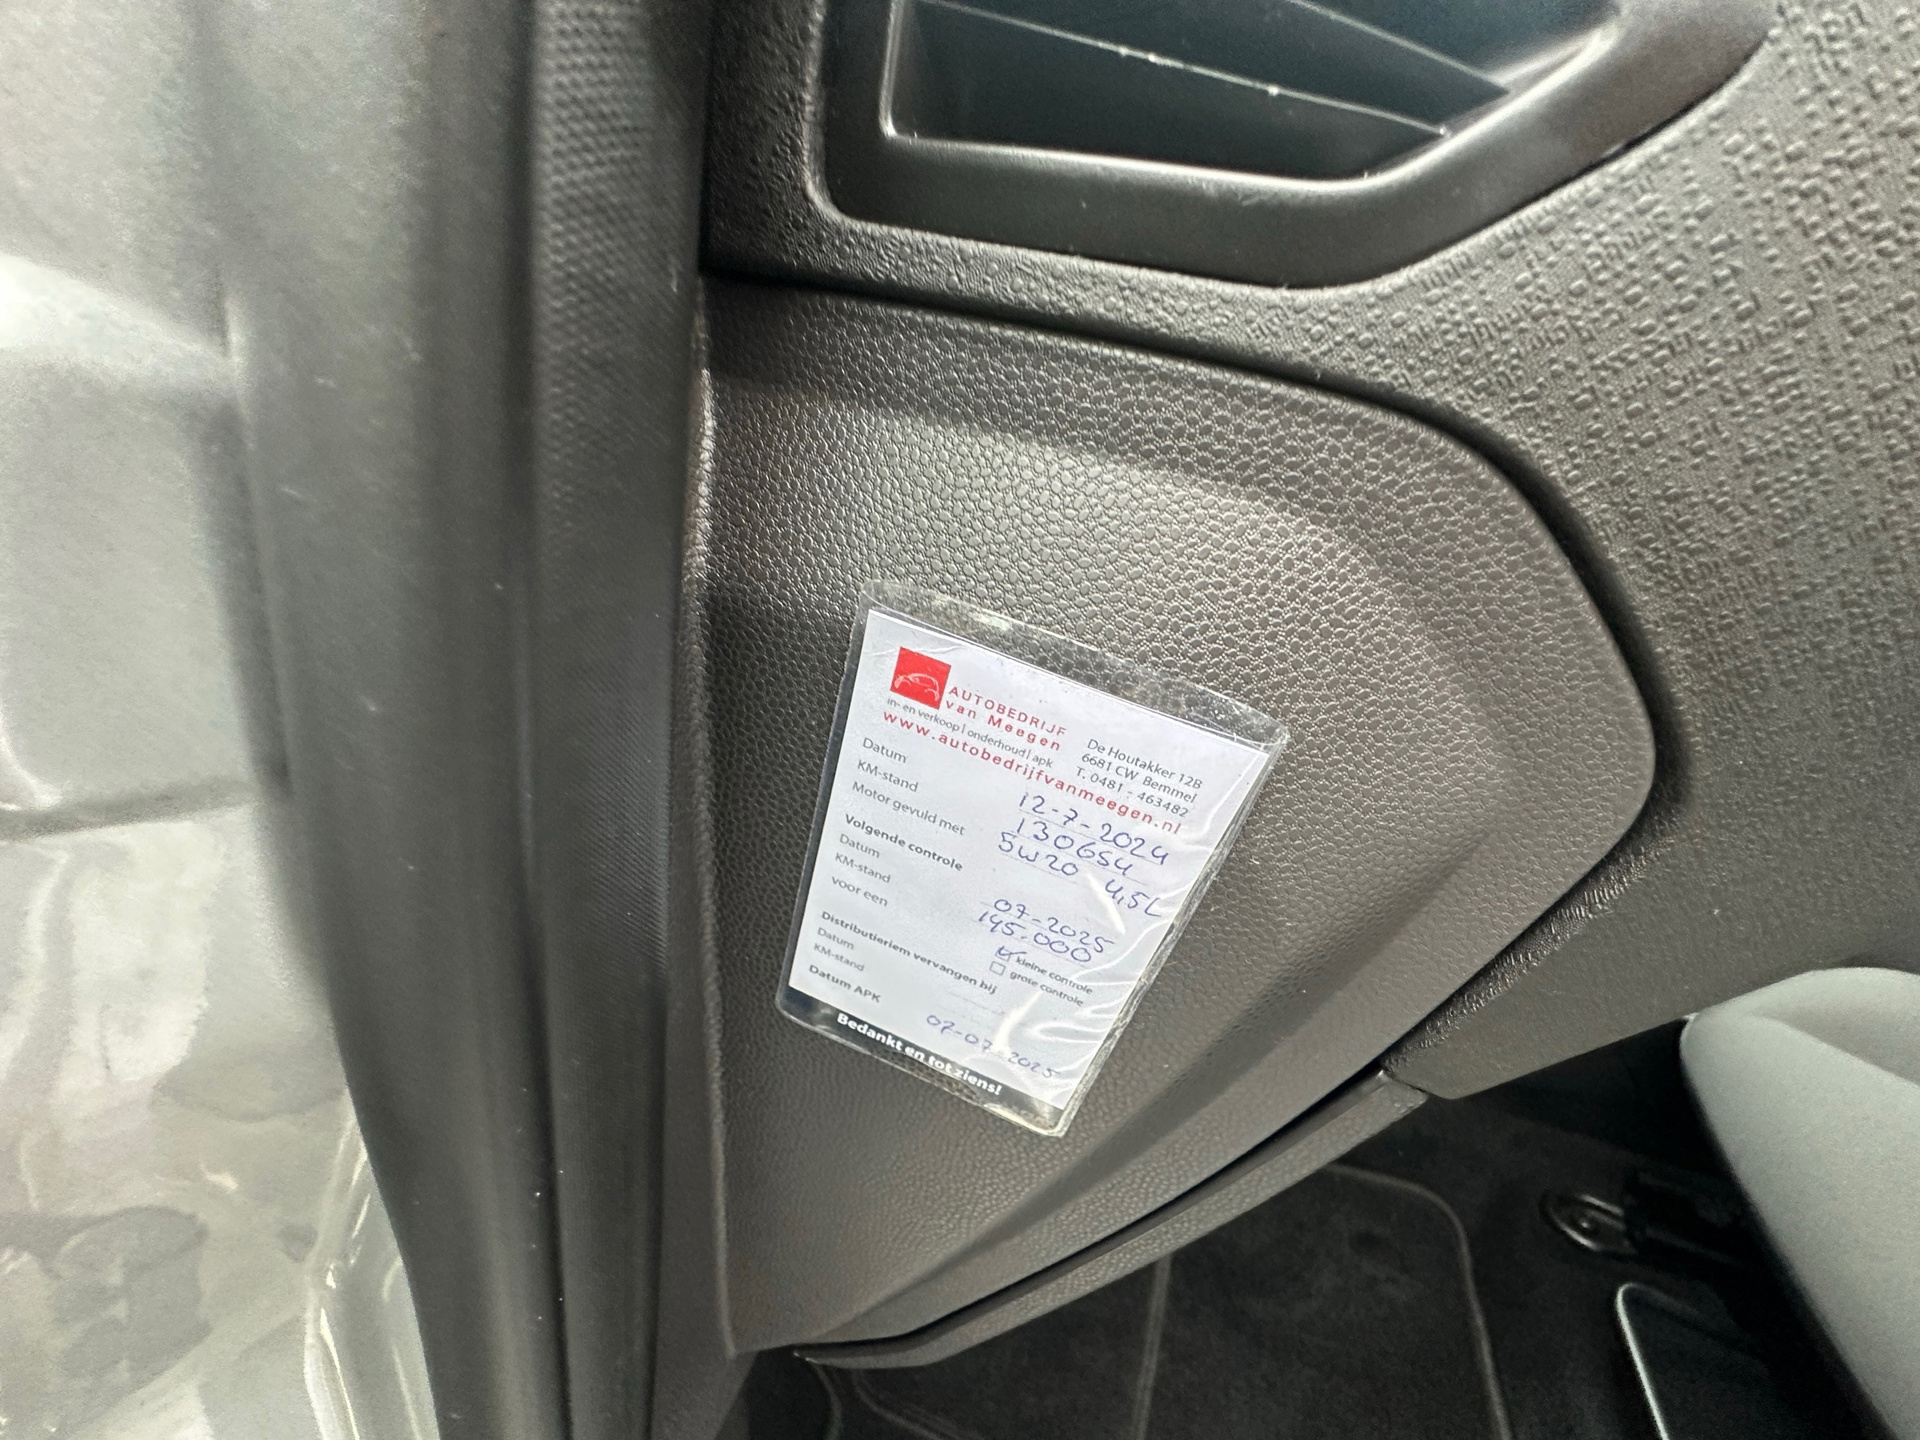 AUTOBEDRIJF
van Meegen
in- en verkoop | onderhoud | apk
De Houtakker 12B
6681 CW Bemmel
T. 0481 - 463482
www.autobedrijfvanmeegen.nl
Datum 12-7-2024
KM-stand 130654
Motor gevuld met 5W20 4,5L
Volgende controle
Datum 07-2025
KM-stand 145.000
voor een kleine controle
grote controle
Distributieriem vervangen bij
Datum
KM-stand
Datum APK 07-07-2025
Bedankt en tot ziens!